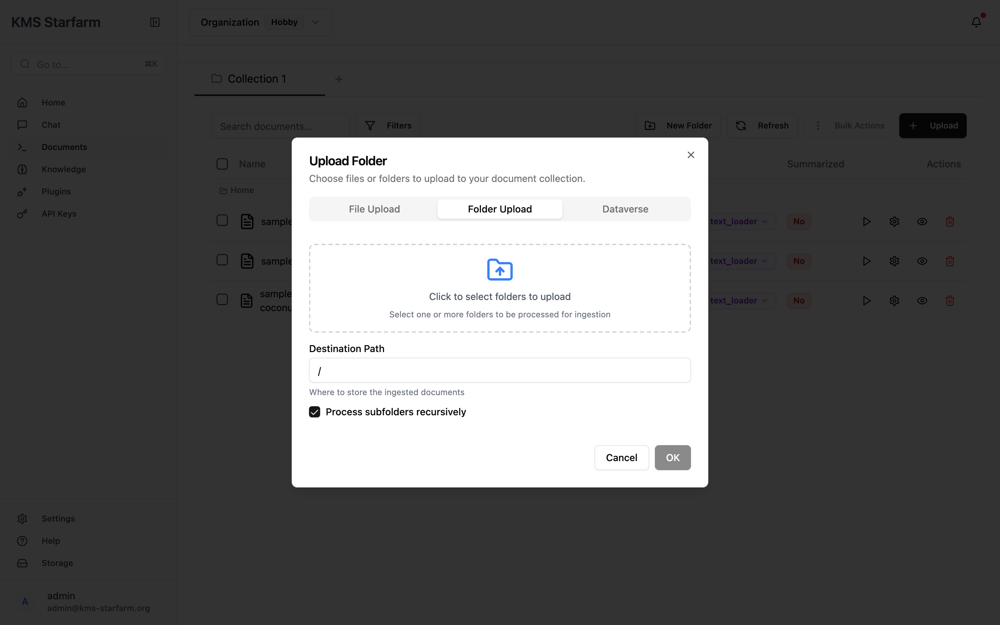 KMS Starfarm
Organization Hobby
Go to... ⌘K
Home
Chat
Documents
Knowledge
Plugins
API Keys
Collection 1
Search documents... Filters New Folder Refresh Bulk Actions Upload
Name Summarized Actions
Home
sample text_loader No
sample text_loader No
sample
coconu text_loader No
Upload Folder
Choose files or folders to upload to your document collection.
File Upload Folder Upload Dataverse
Click to select folders to upload
Select one or more folders to be processed for ingestion
Destination Path
/
Where to store the ingested documents
Process subfolders recursively
Cancel OK
Settings
Help
Storage
A admin
admin@kms-starfarm.org